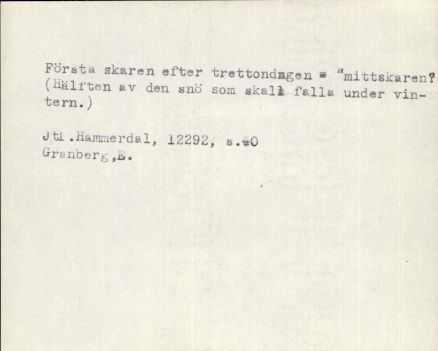 Första skaren efter trettondagen = "mittskaren?
(Hälften av den snö som skall falla under vin-
tern.)
Jtl.Hammerdal, 12292, s.40
Granberg,E.